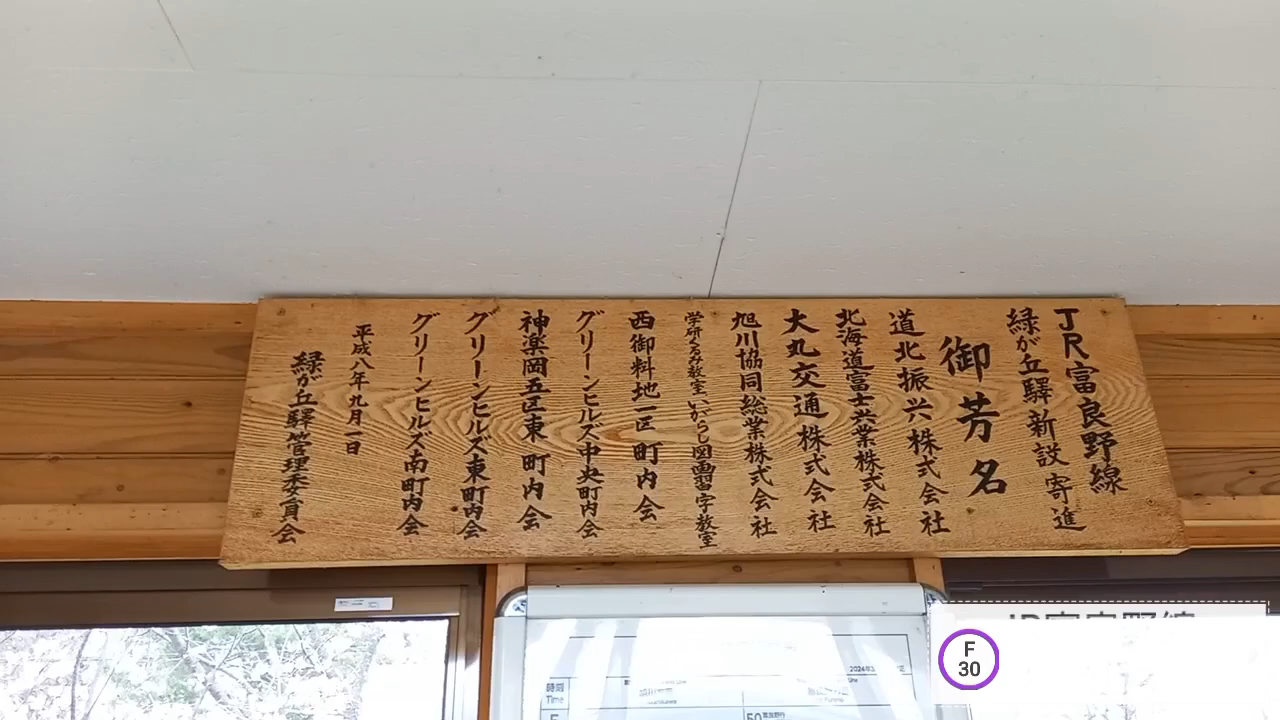 JR富良野線
緑が丘驛新設寄進
御芳名
道北振興株式会社
北海道富士興業株式会社
大丸交通株式会社
旭川協同総業株式会社
学研くるみ教室 いがらし図画習字教室
西御料地一区町内会
グリーンヒルズ中央町内会
神楽岡五区東町内会
グリーンヒルズ東町内会
グリーンヒルズ南町内会
平成八年九月一日
緑が丘驛管理委員会
F
30
時刻
Time